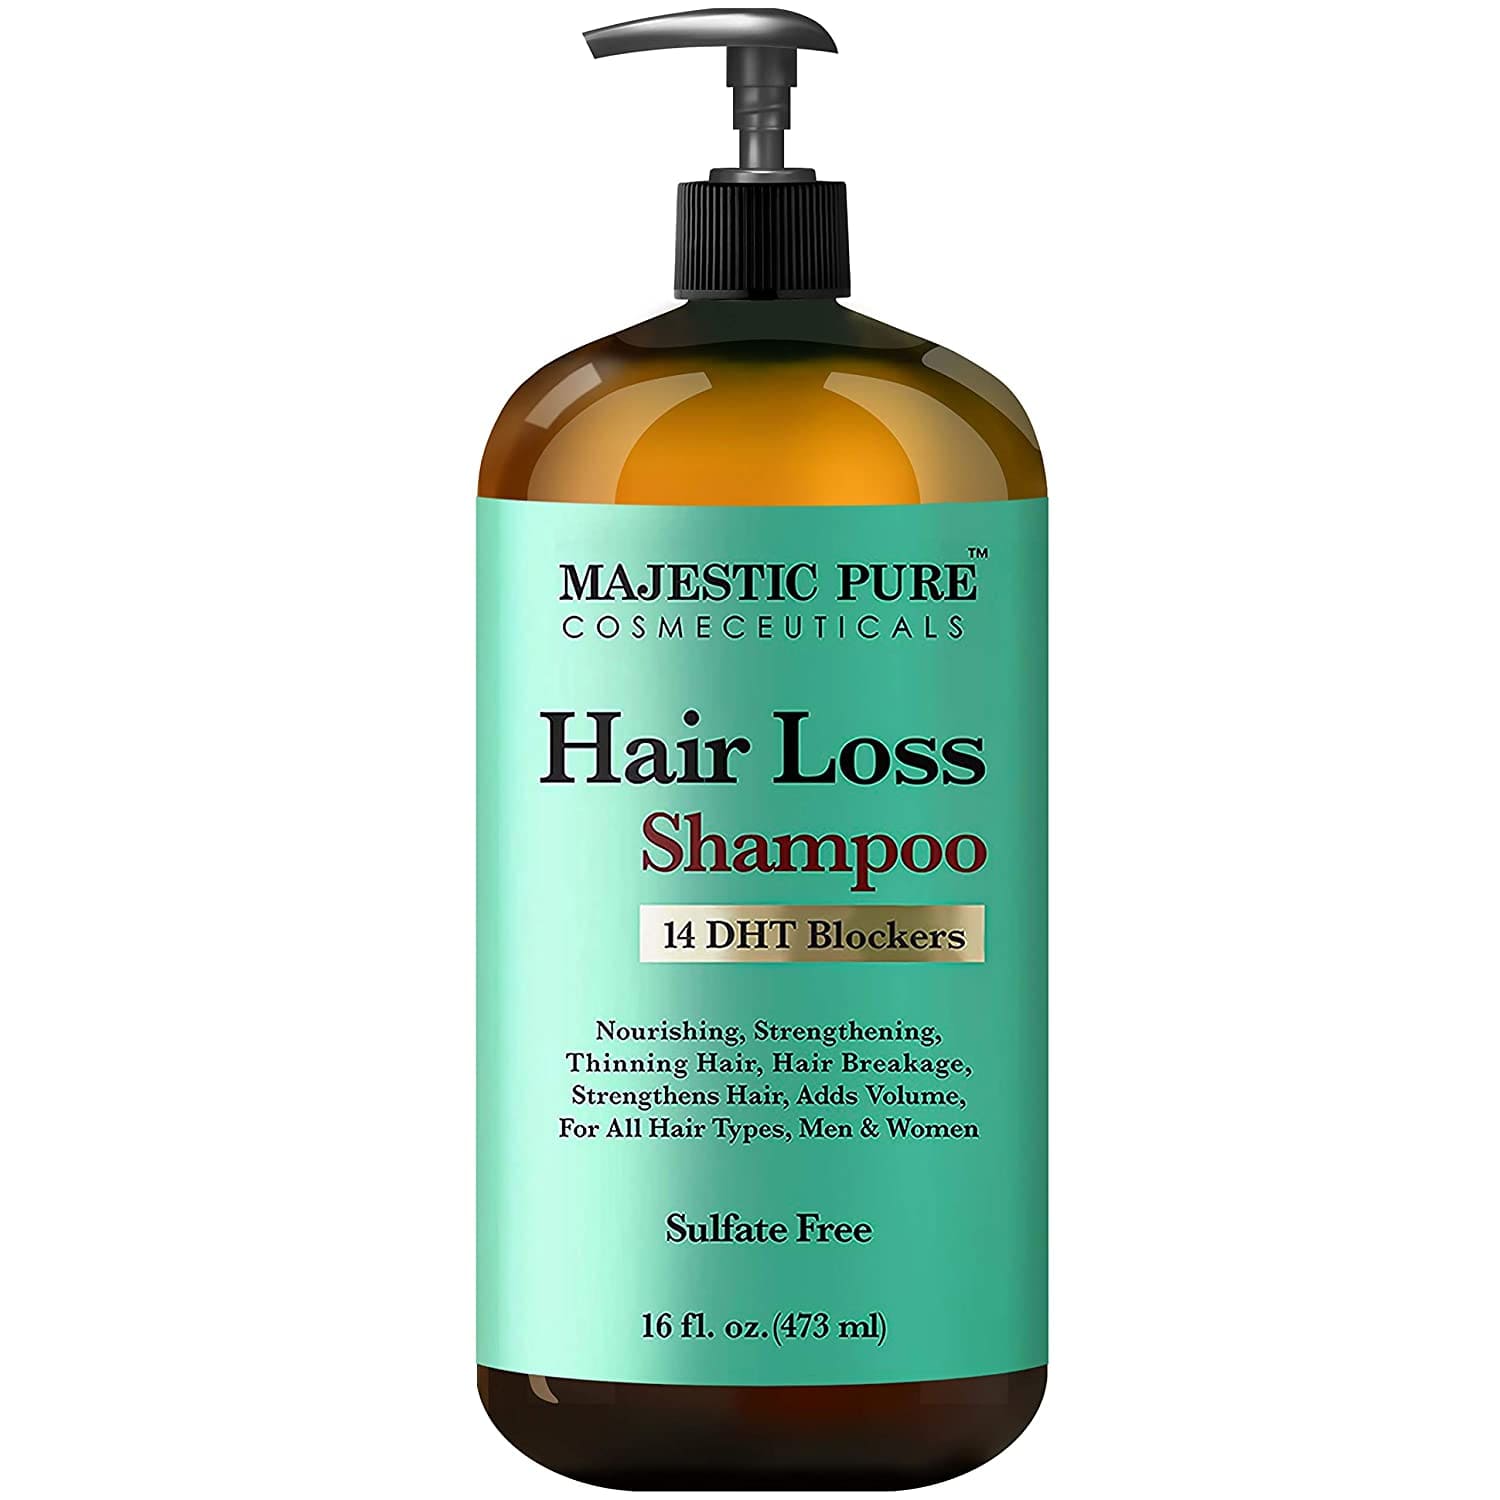 MAJESTIC PURE™
COSMECEUTICALS
Hair Loss
Shampoo
14 DHT Blockers
Nourishing, Strengthening,
Thinning Hair, Hair Breakage,
Strengthens Hair, Adds Volume,
For All Hair Types, Men & Women
Sulfate Free
16 fl. oz.(473 ml)